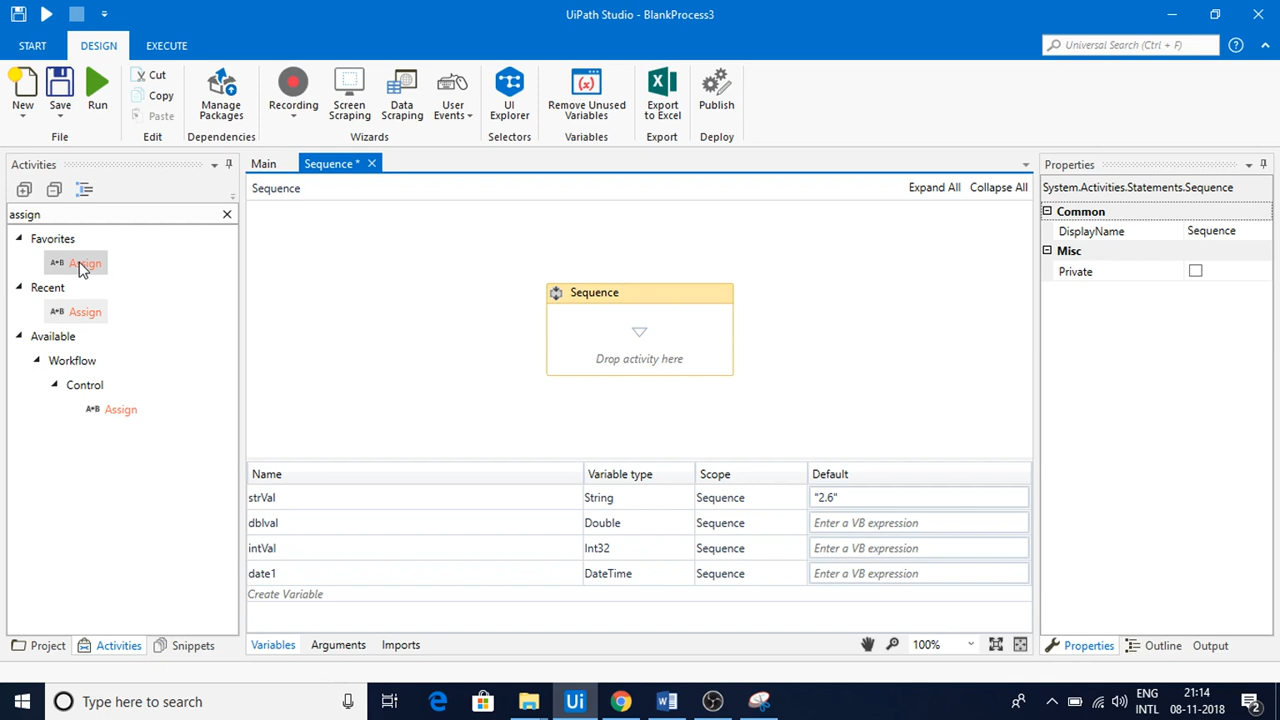 UiPath Studio - BlankProcess3
START DESIGN EXECUTE
Universal Search (Ctrl + F)
New Save Run
Cut
Copy
Paste
Manage Packages
Recording
Screen Scraping
Data Scraping
User Events
UI Explorer
Remove Unused Variables
Export to Excel
Publish
File Edit Dependencies Wizards Selectors Variables Export Deploy
Activities
assign
Favorites
A*B Assign
Recent
A*B Assign
Available
Workflow
Control
A*B Assign
Project Activities Snippets
Main Sequence *
Sequence Expand All Collapse All
Sequence
Drop activity here
Name Variable type Scope Default
strVal String Sequence "2.6"
dblval Double Sequence Enter a VB expression
intVal Int32 Sequence Enter a VB expression
date1 DateTime Sequence Enter a VB expression
Create Variable
Variables Arguments Imports 100%
Properties
System.Activities.Statements.Sequence
Common
DisplayName Sequence
Misc
Private
Properties Outline Output
Ui
Type here to search
ENG
INTL
21:14
08-11-2018
2